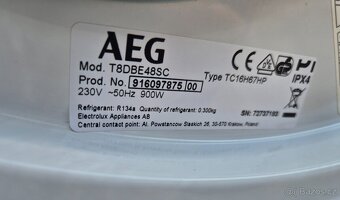 AEG
Mod. T8DBE48SC
Type TC16H67HP
Prod. No. 916097875 00
230V ~50Hz 900W
IPX4
Refrigerant: R134a Quantity of refrigerant: 0.300kg
Electrolux Appliances AB
Central contact point: Al. Powstancow Slaskich 26, 30-570 Krakow, Poland
SN: 72737193